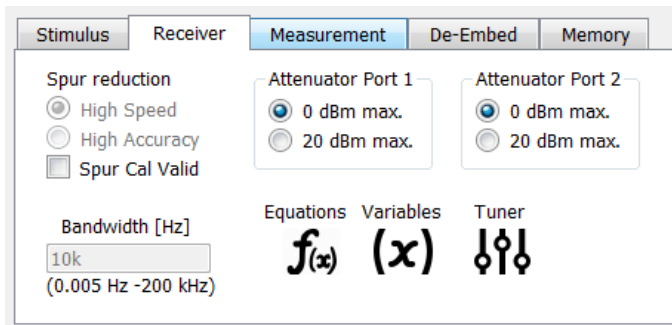 Stimulus Receiver Measurement De-Embed Memory
Spur reduction
High Speed
High Accuracy
Spur Cal Valid
Attenuator Port 1
0 dBm max.
20 dBm max.
Attenuator Port 2
0 dBm max.
20 dBm max.
Bandwidth [Hz]
10k
(0.005 Hz -200 kHz)
Equations
f(x)
Variables
(x)
Tuner